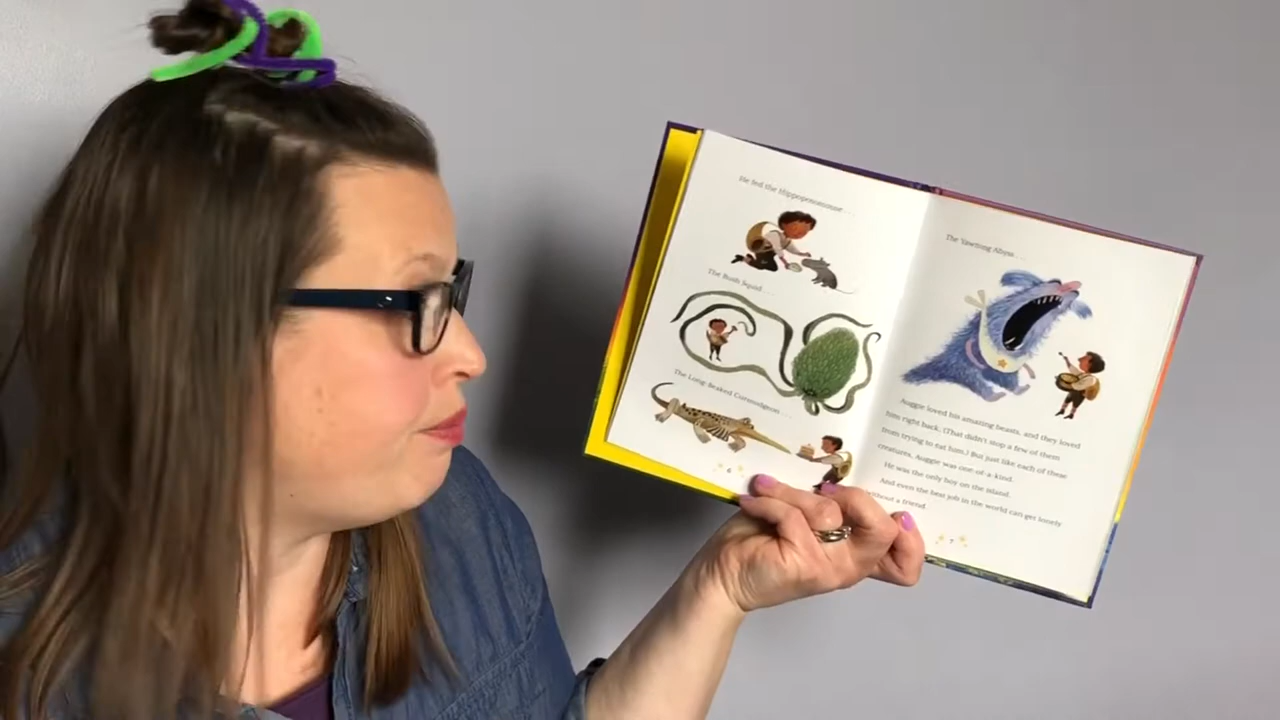 He fed the Hippopotomouse . . .
The Bush Squid . . .
The Long-Beaked Curmudgeon . . .
6
The Yawning Abyss . . .
Auggie loved his amazing beasts, and they loved
him right back. (That didn't stop a few of them
from trying to eat him.) But just like each of these
creatures, Auggie was one-of-a-kind.
He was the only boy on the island.
And even the best job in the world can get lonely
without a friend.
7